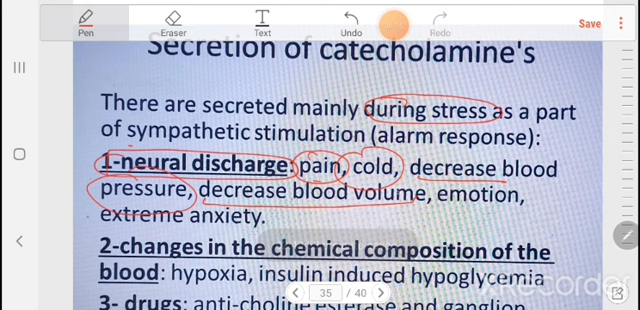 Pen
Eraser
Text
Undo
Redo
Save
Secretion of catecholamine's
There are secreted mainly during stress as a part
of sympathetic stimulation (alarm response):
1-neural discharge: pain, cold, decrease blood
pressure, decrease blood volume, emotion,
extreme anxiety.
2-changes in the chemical composition of the
blood: hypoxia, insulin induced hypoglycemia
3- drugs: anti-cholinesterase and ganglion
35 / 40
XRecorder